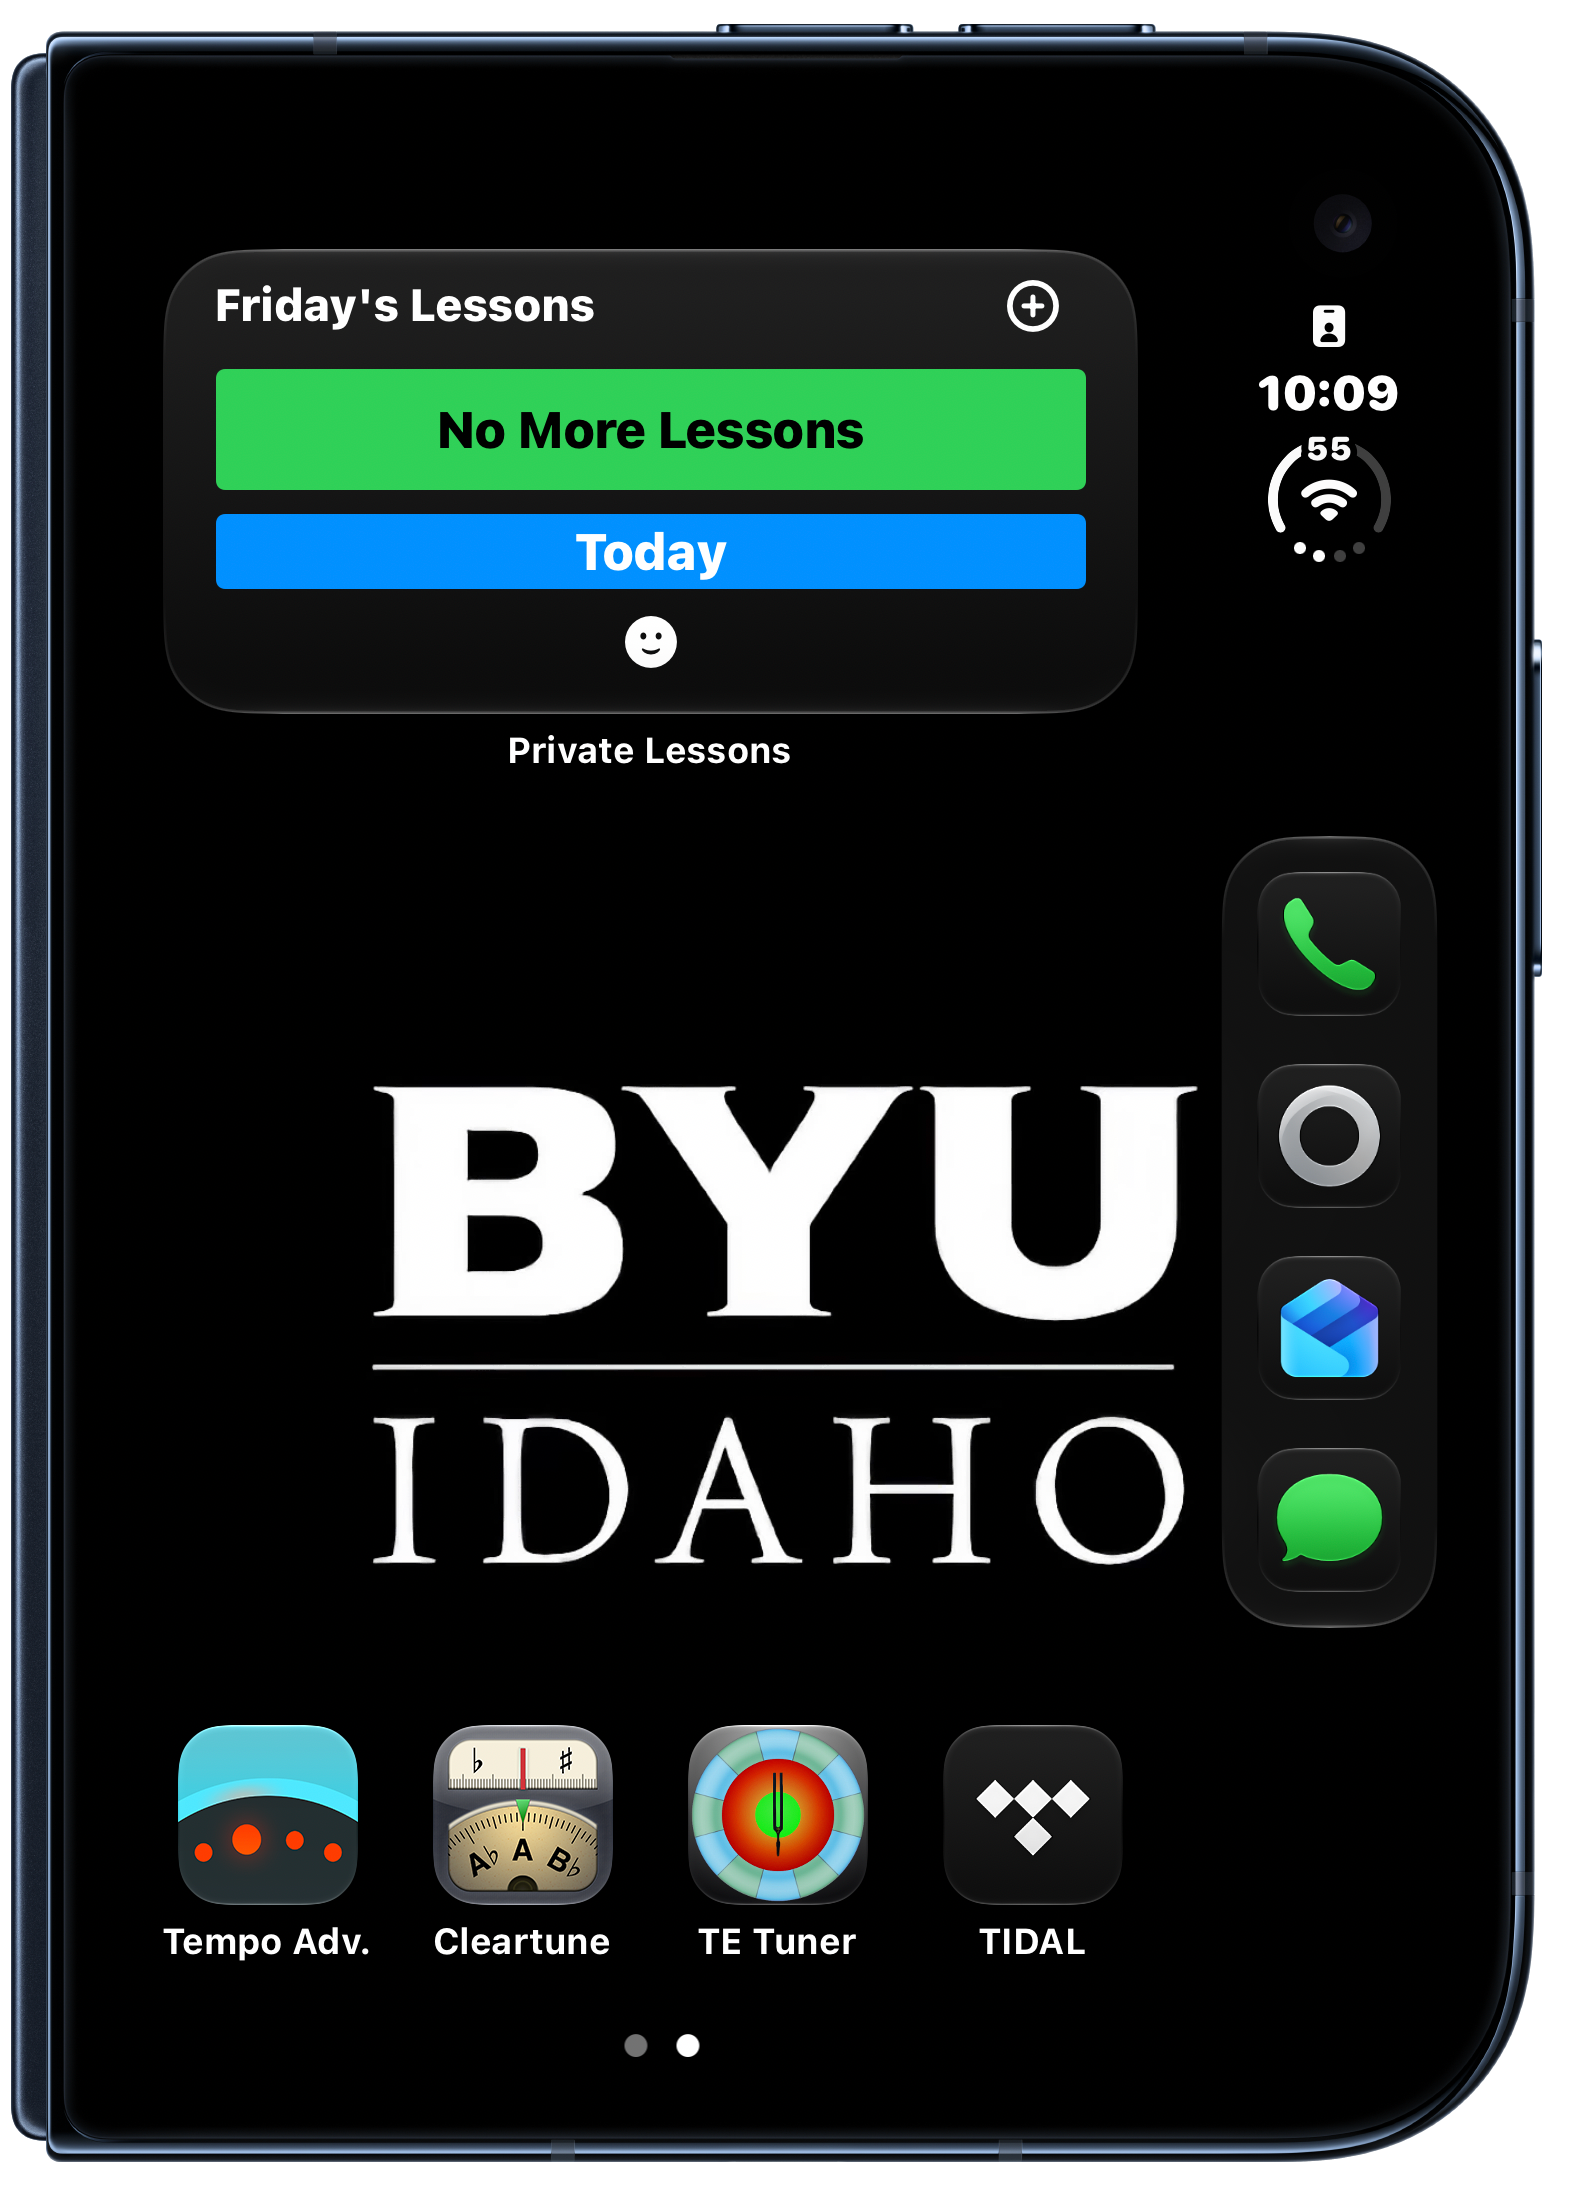 Friday's Lessons
No More Lessons
Today
Private Lessons
10:09
55
BYU
IDAHO
♭ ♯
A♭ A B♭
Tempo Adv.
Cleartune
TE Tuner
TIDAL